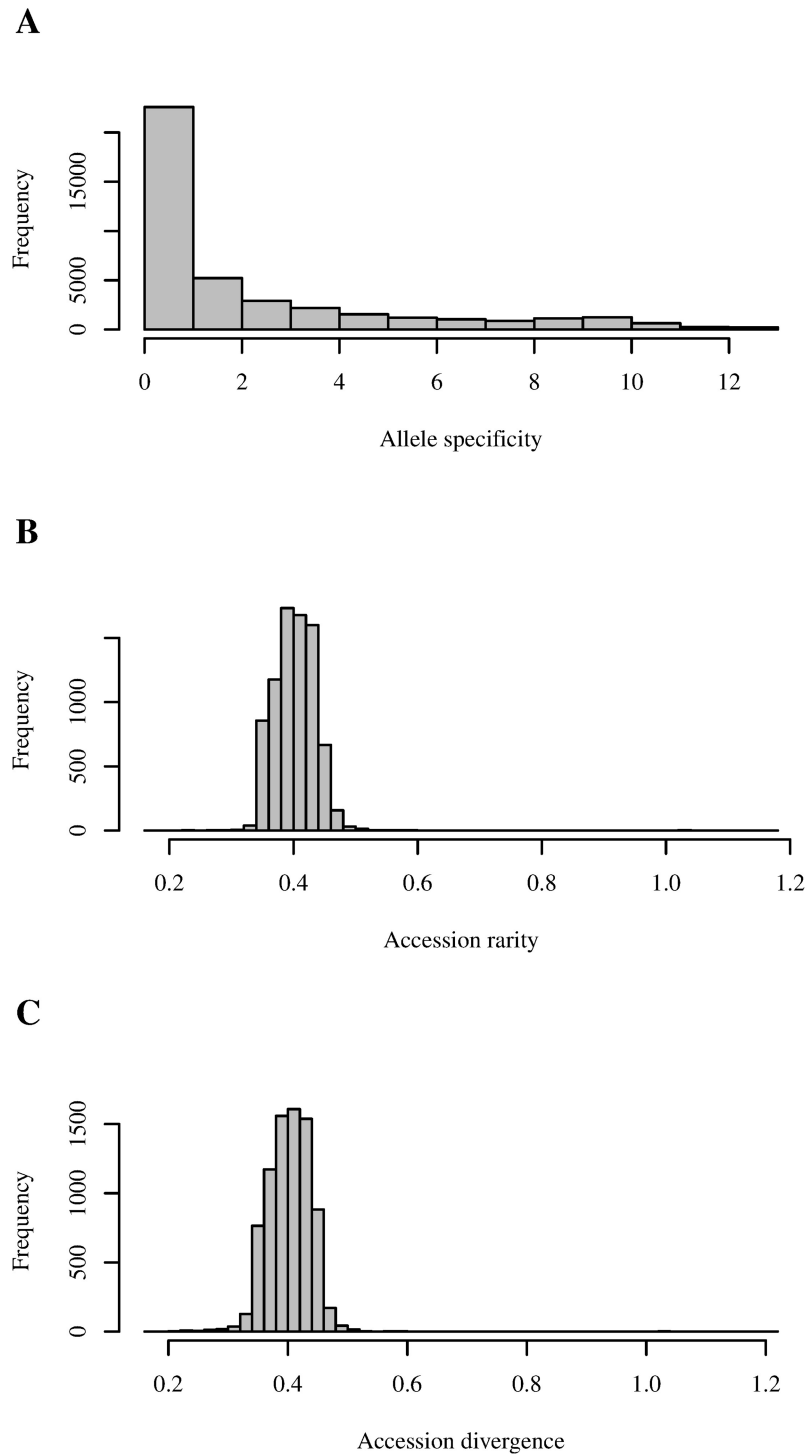 A
Frequency
15000
5000
0
0 2 4 6 8 10 12
Allele specificity
B
Frequency
1000
500
0
0.2 0.4 0.6 0.8 1.0 1.2
Accession rarity
C
Frequency
1500
1000
500
0
0.2 0.4 0.6 0.8 1.0 1.2
Accession divergence